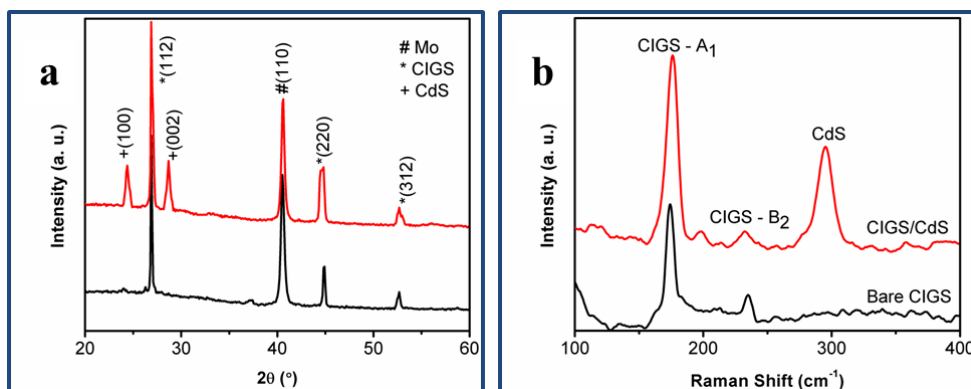 a
# Mo
* CIGS
+ CdS
+(100)
*(112)
+(002)
#(110)
*(220)
*(312)
Intensity (a. u.)
20 30 40 50 60
2θ (°)
b
CIGS - A1
CdS
CIGS - B2
CIGS/CdS
Bare CIGS
Intensity (a. u.)
100 200 300 400
Raman Shift (cm-1)